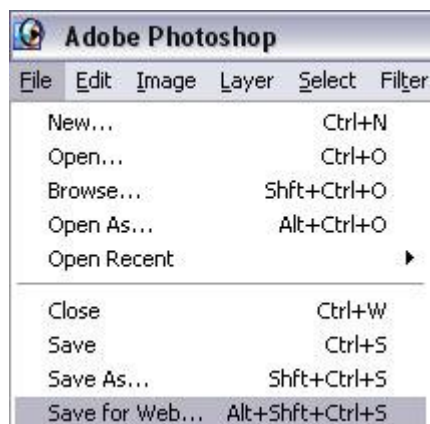 Adobe Photoshop
File Edit Image Layer Select Filter
New... Ctrl+N
Open... Ctrl+O
Browse... Shft+Ctrl+O
Open As... Alt+Ctrl+O
Open Recent
Close Ctrl+W
Save Ctrl+S
Save As... Shft+Ctrl+S
Save for Web... Alt+Shft+Ctrl+S